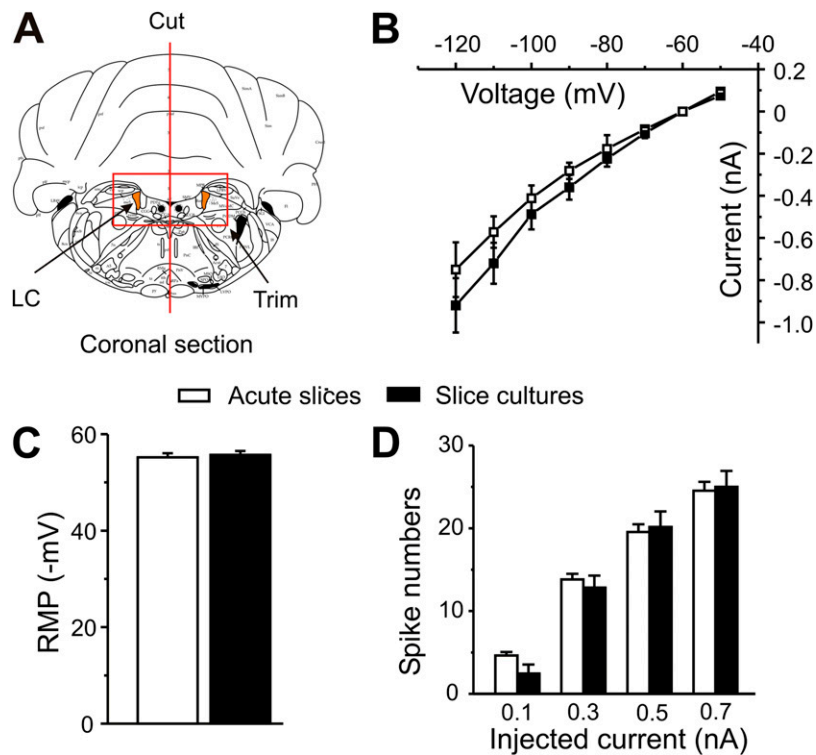 A
Cut
LC
Trim
Coronal section
B
-120 -100 -80 -60 -40
Voltage (mV)
0.2
0
-0.2
-0.4
-0.6
-0.8
-1.0
Current (nA)
Acute slices
Slice cultures
C
60
40
20
0
RMP (-mV)
D
30
20
10
0
Spike numbers
0.1 0.3 0.5 0.7
Injected current (nA)